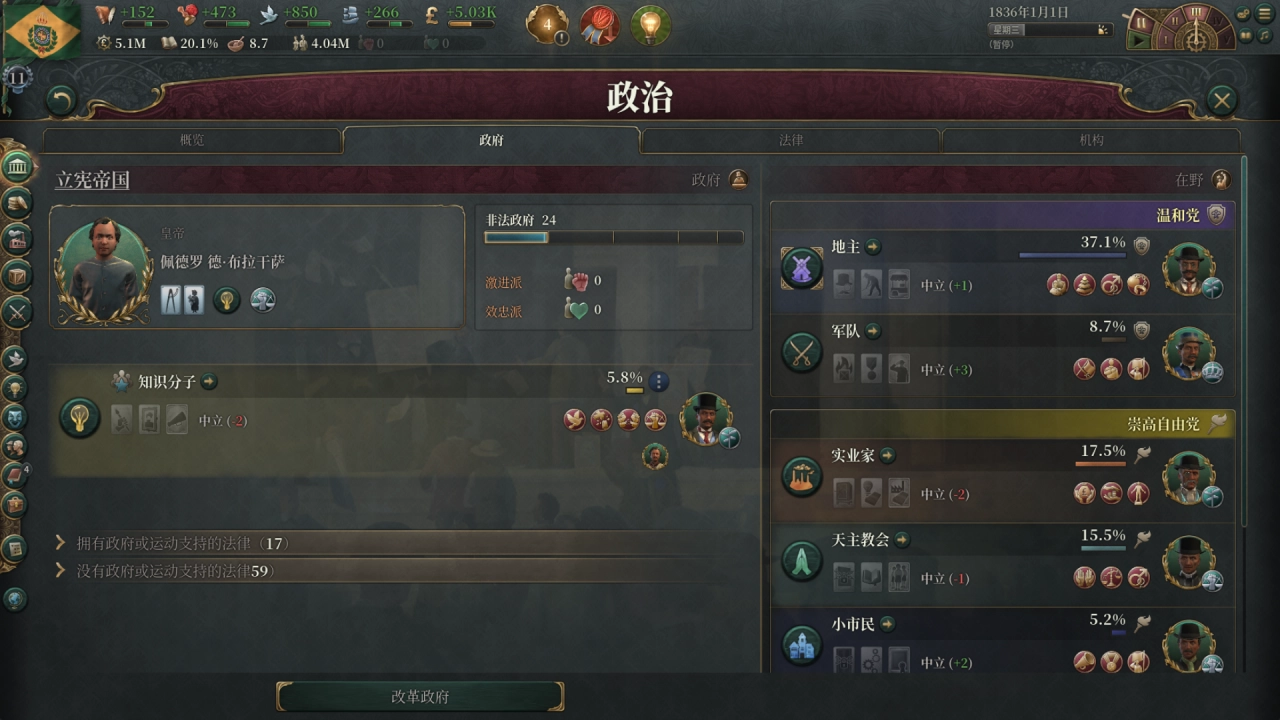 +152 +473 +850 +266 +5.03K
5.1M 20.1% 8.7 4.04M 0 0
4
1836年1月1日
星期三
(暂停)
11
政治
概览 政府 法律 机构
立宪帝国 政府
皇帝
佩德罗 德·布拉干萨
非法政府 24
激进派 0
效忠派 0
知识分子 5.8%
中立 (-2)
拥有政府或运动支持的法律（17）
没有政府或运动支持的法律59）
改革政府
在野
温和党
地主 37.1%
中立 (+1)
军队 8.7%
中立 (+3)
崇高自由党
实业家 17.5%
中立 (-2)
天主教会 15.5%
中立 (-1)
小市民 5.2%
中立 (+2)
4